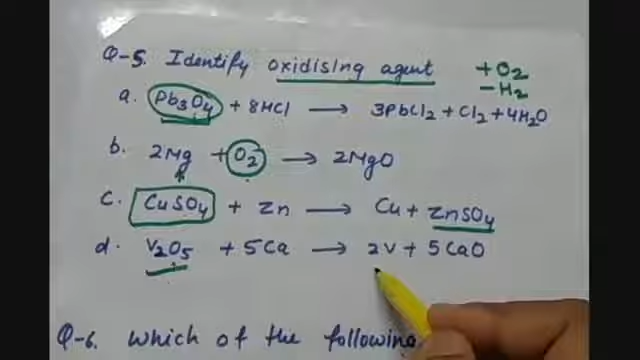 Q-5. Identify oxidising agent +O₂
-H₂
a. Pb₃O₄ + 8HCl ⟶ 3PbCl₂ + Cl₂ + 4H₂O
b. 2Mg + O₂ ⟶ 2MgO
c. CuSO₄ + Zn ⟶ Cu + ZnSO₄
d. V₂O₅ + 5Ca ⟶ 2V + 5CaO
Q-6. Which of the following